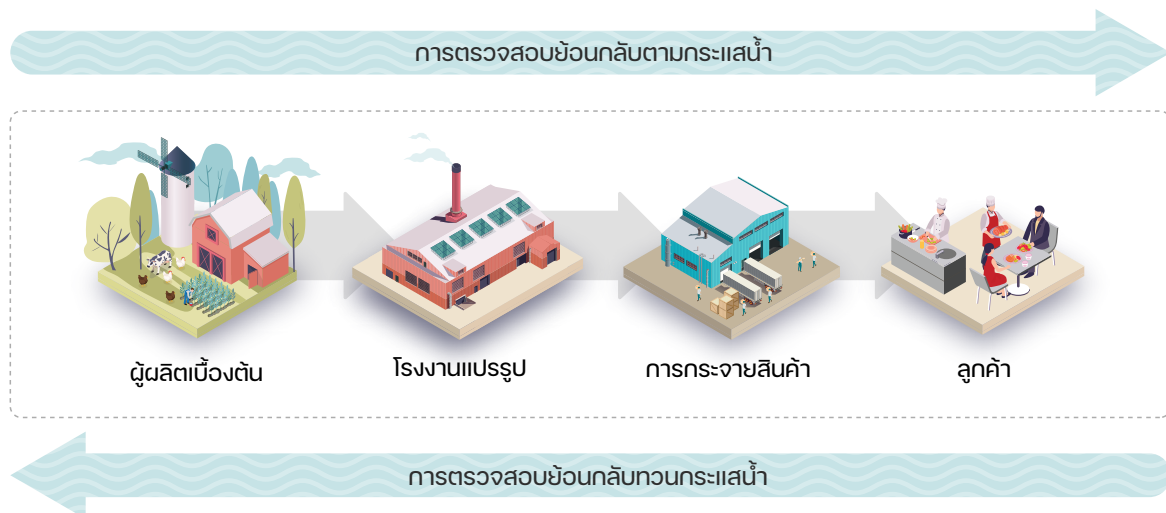 การตรวจสอบย้อนกลับตามกระแสน้ำ
ผู้ผลิตเบื้องต้น
โรงงานแปรรูป
การกระจายสินค้า
ลูกค้า
การตรวจสอบย้อนกลับทวนกระแสน้ำ